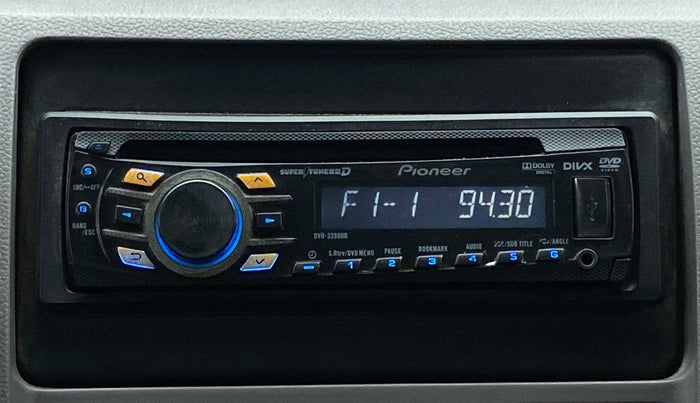 SUPER TUNER III D
Pioneer
DOLBY
DIGITAL
DIVX
DVD
VIDEO
S
SRC/OFF
B
BAND
/ESC
F1-1 94.30
DVH-3390UB
S.Rtrv/DVD MENU PAUSE BOOKMARK AUDIO /SUB TITLE /ANGLE
1 2 3 4 5 6